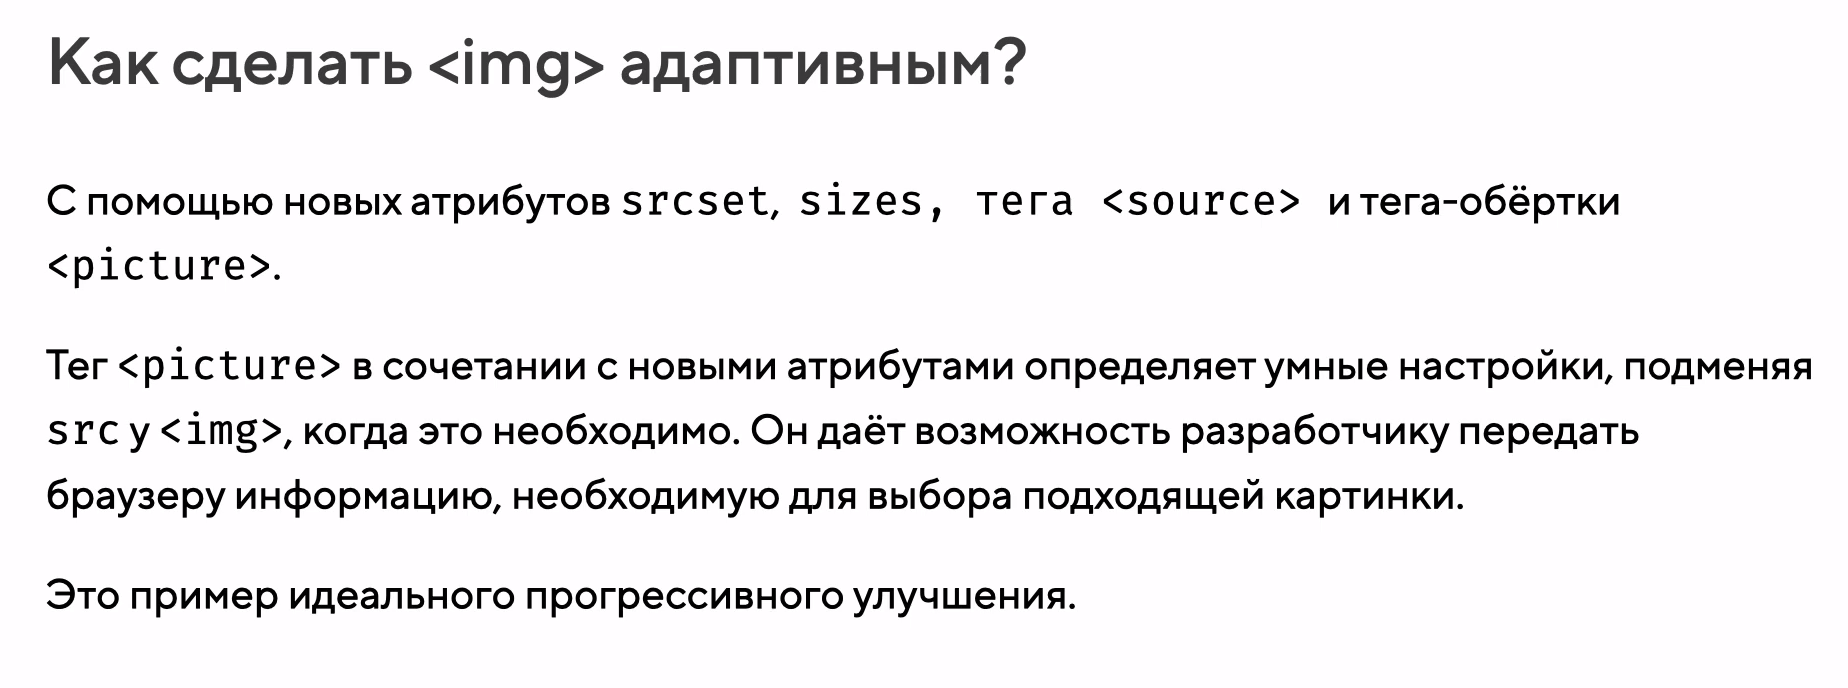 Как сделать <img> адаптивным?
С помощью новых атрибутов srcset, sizes, тега <source> и тега-обёртки
<picture>.
Тег <picture> в сочетании с новыми атрибутами определяет умные настройки, подменяя
src у <img>, когда это необходимо. Он даёт возможность разработчику передать
браузеру информацию, необходимую для выбора подходящей картинки.
Это пример идеального прогрессивного улучшения.